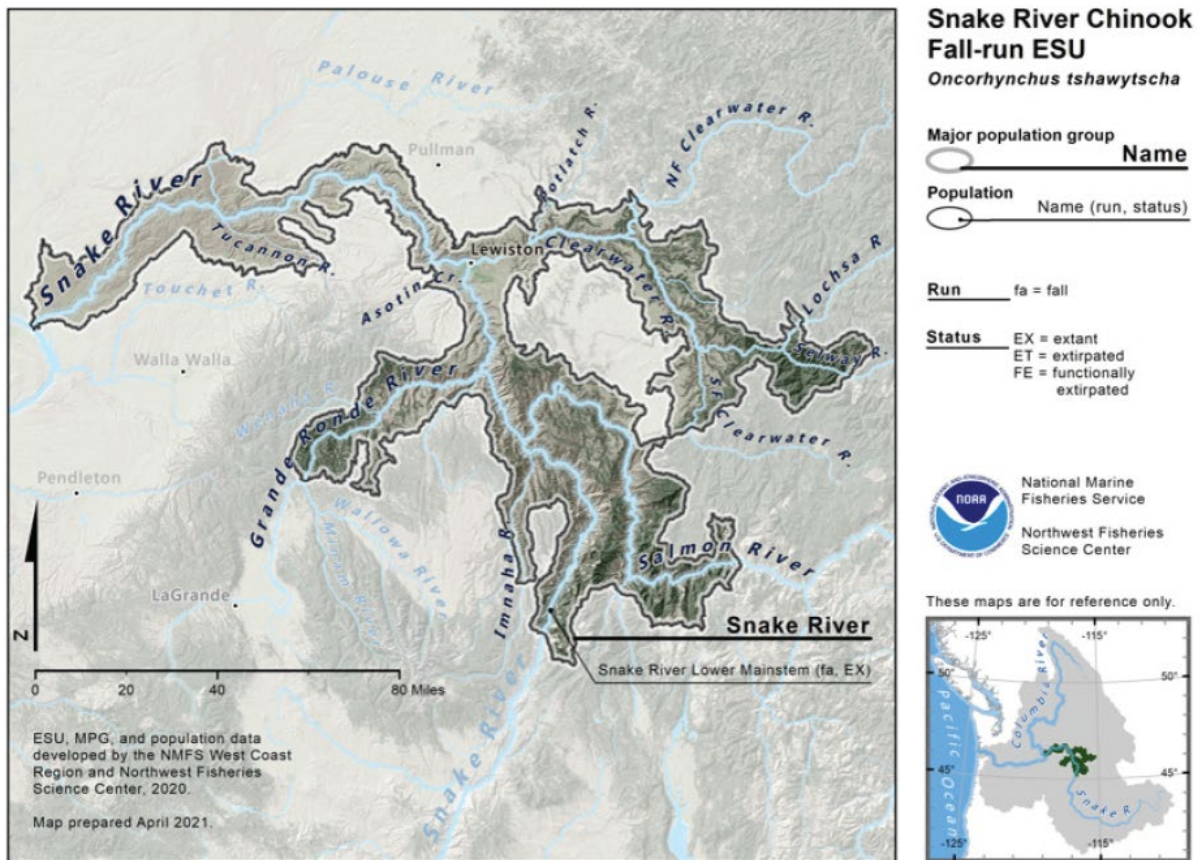 Snake River Chinook
Fall-run ESU
Oncorhynchus tshawytscha
Major population group
Name
Population
Name (run, status)
Run
fa = fall
Status
EX = extant
ET = extirpated
FE = functionally
extirpated
NOAA
National Marine
Fisheries Service
Northwest Fisheries
Science Center
These maps are for reference only.
-125°
-115°
50°
50°
45°
45°
-125°
-115°
Columbia River
Pacific Ocean
Snake R
Palouse River
Pullman
Potlatch R.
NF Clearwater R.
Snake River
Tucannon R.
Lewiston
Clearwater R.
Lochsa R
Touchet R.
Asotin Cr.
Walla Walla
Selway R.
Grande Ronde River
Wenaha R.
SF Clearwater R.
Pendleton
Wallowa River
Minam River
Imnaha R.
Salmon River
LaGrande
Snake River
Snake River Lower Mainstem (fa, EX)
Snake River
N
0 40 80 Miles
20
ESU, MPG, and population data
developed by the NMFS West Coast
Region and Northwest Fisheries
Science Center, 2020.
Map prepared April 2021.